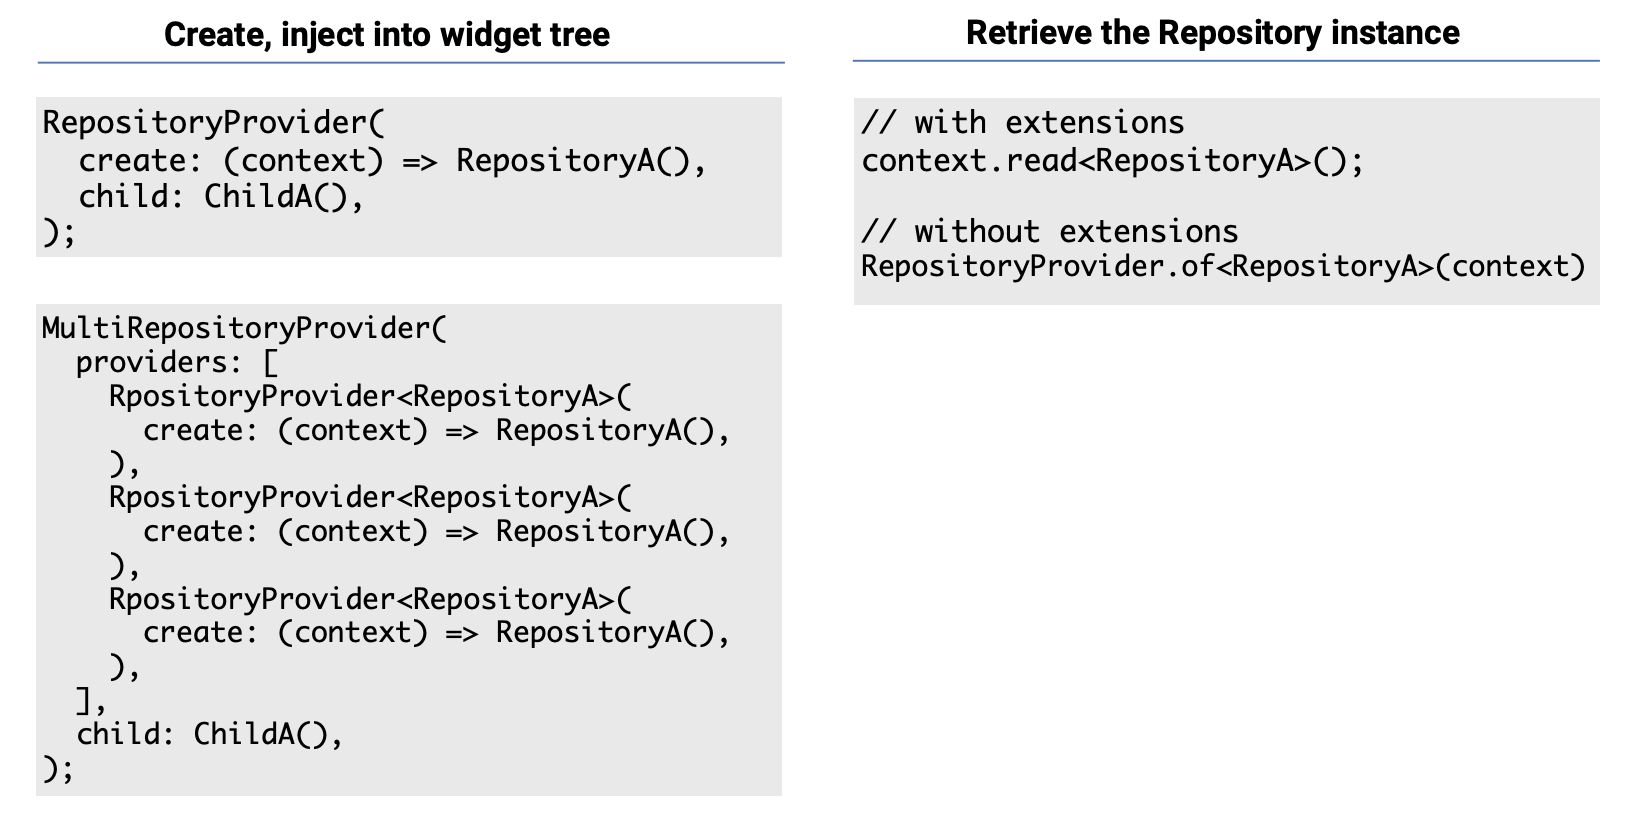 Create, inject into widget tree
RepositoryProvider(
  create: (context) => RepositoryA(),
  child: ChildA(),
);
MultiRepositoryProvider(
  providers: [
    RpositoryProvider<RepositoryA>(
      create: (context) => RepositoryA(),
    ),
    RpositoryProvider<RepositoryA>(
      create: (context) => RepositoryA(),
    ),
    RpositoryProvider<RepositoryA>(
      create: (context) => RepositoryA(),
    ),
  ],
  child: ChildA(),
);
Retrieve the Repository instance
// with extensions
context.read<RepositoryA>();
// without extensions
RepositoryProvider.of<RepositoryA>(context)